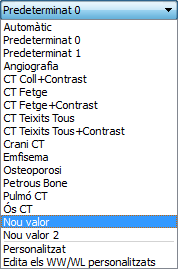 Predeterminat 0
Automàtic
Predeterminat 0
Predeterminat 1
Angiografia
CT Coll+Contrast
CT Fetge
CT Fetge+Contrast
CT Teixits Tous
CT Teixits Tous+Contrast
Crani CT
Emfisema
Osteoporosi
Petrous Bone
Pulmó CT
Ós CT
Nou valor
Nou valor 2
Personalitzat
Edita els WW/WL personalitzats